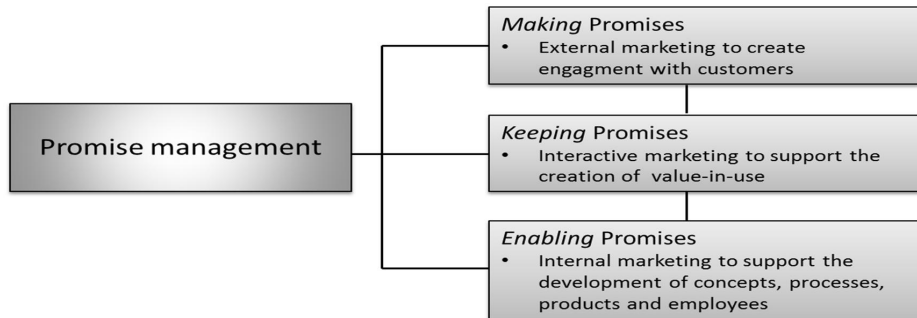 Promise management
Making Promises
• External marketing to create
engagment with customers
Keeping Promises
• Interactive marketing to support the
creation of value-in-use
Enabling Promises
• Internal marketing to support the
development of concepts, processes,
products and employees